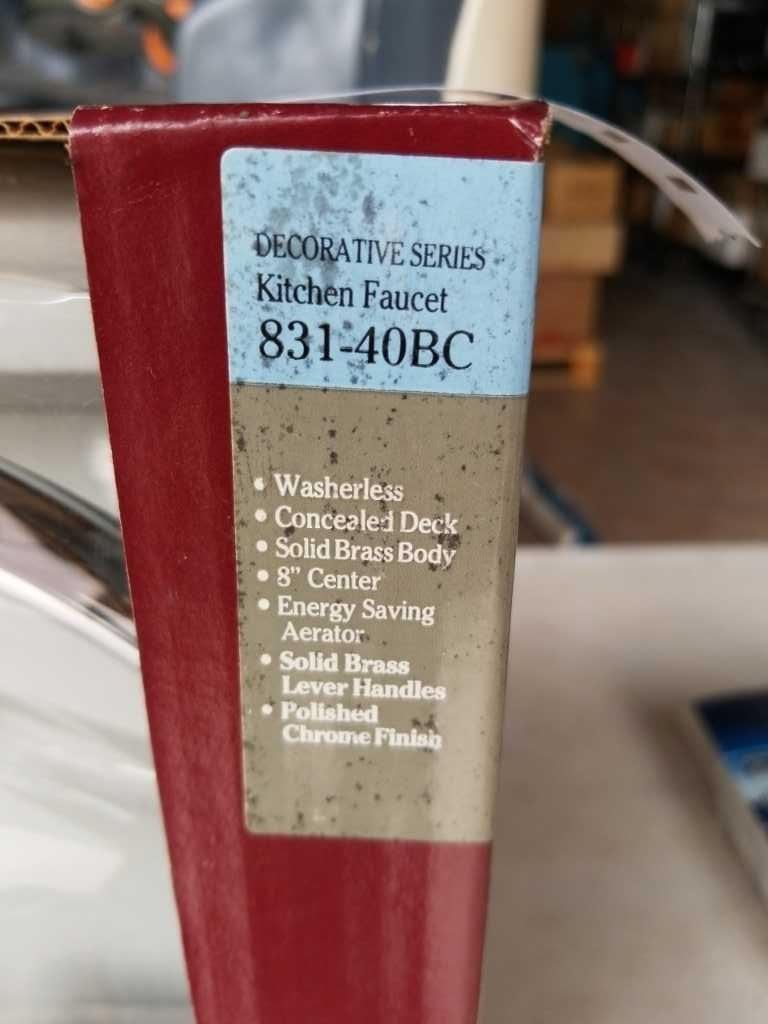 DECORATIVE SERIES
Kitchen Faucet
831-40BC
• Washerless
• Concealed Deck
• Solid Brass Body
• 8" Center
• Energy Saving
Aerator
• Solid Brass
Lever Handles
• Polished
Chrome Finish